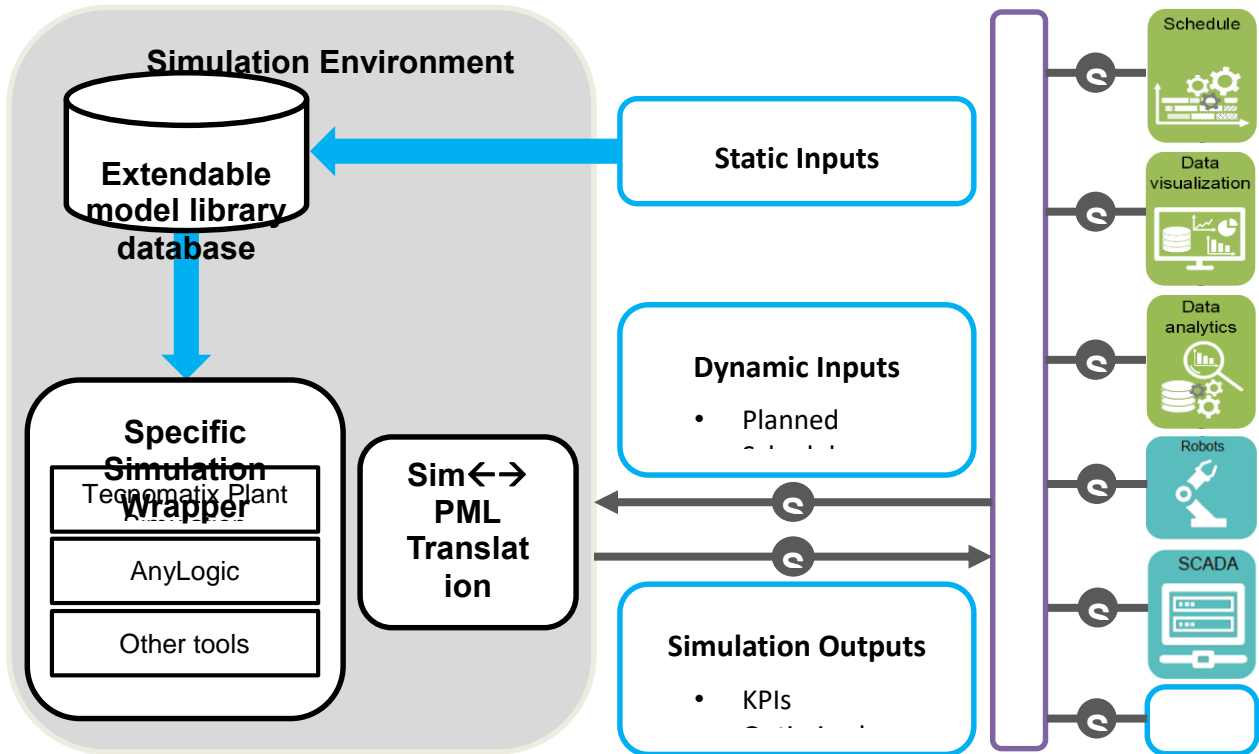 Simulation Environment
Extendable
model library
database
Specific
Simulation
Wrapper
Tecnomatix Plant
AnyLogic
Other tools
Sim←→
PML
Translat
ion
Static Inputs
Dynamic Inputs
• Planned
Simulation Outputs
• KPIs
Schedule
Data
visualization
Data
analytics
Robots
SCADA